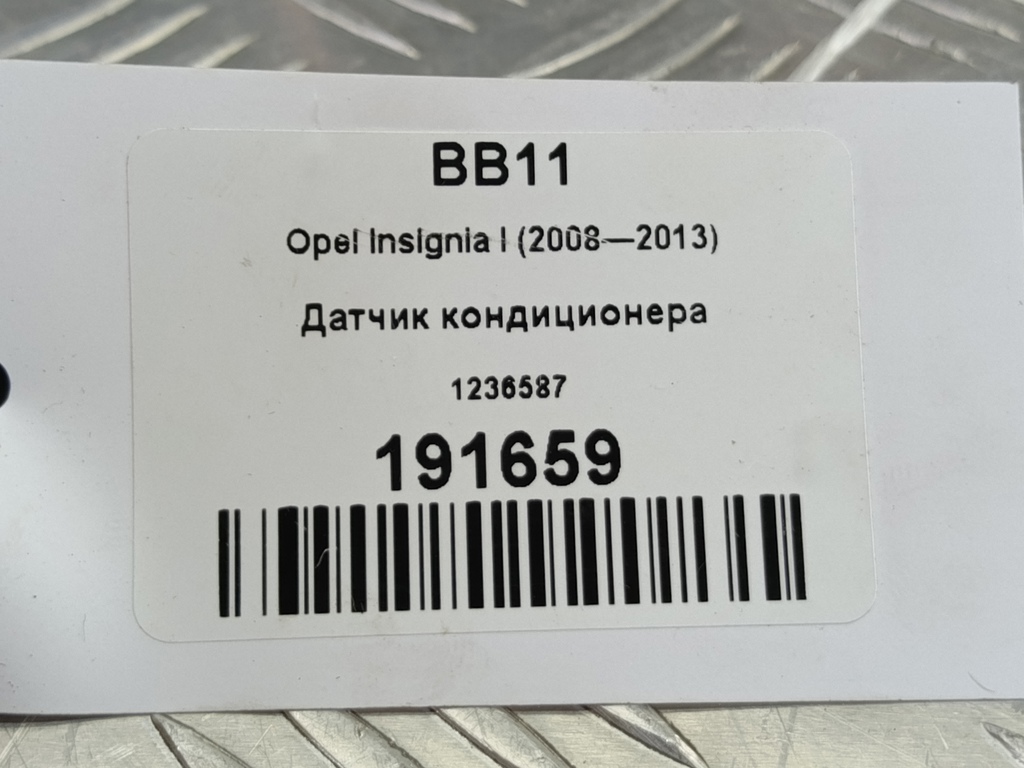 BB11
Opel Insignia I (2008—2013)
Датчик кондиционера
1236587
191659